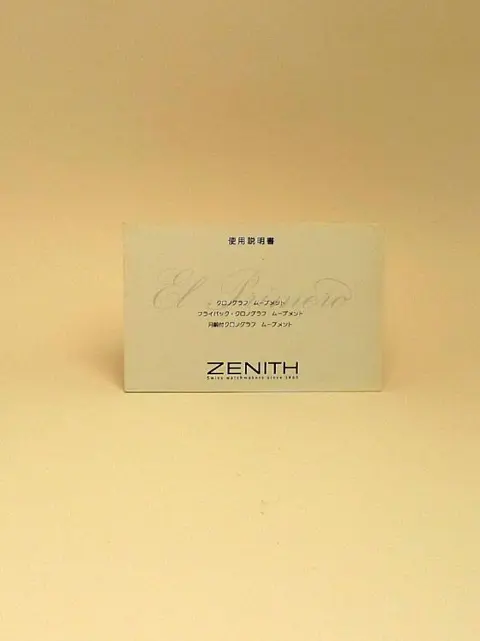 使用説明書
El Primero
クロノグラフ ムーブメント
フライバック・クロノグラフ ムーブメント
月齢付クロノグラフ ムーブメント
ZENITH
Swiss watchmakers since 1865